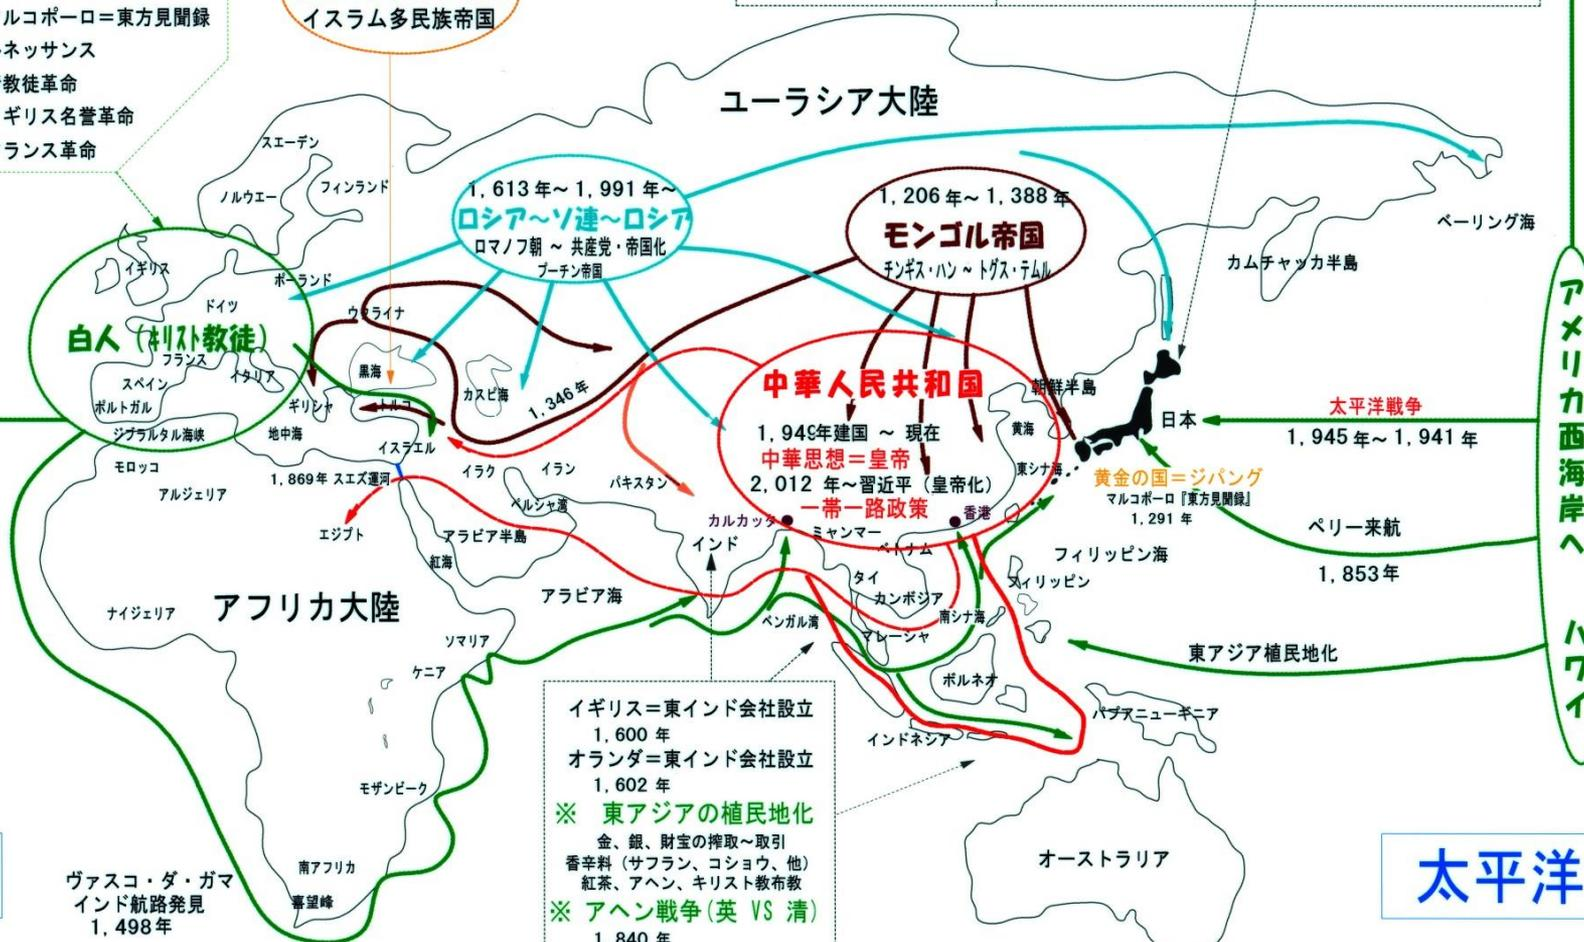 ルコポーロ＝東方見聞録
ネッサンス
教徒革命
ギリス名誉革命
ランス革命
イスラム多民族帝国
ユーラシア大陸
スエーデン
ノルウエー
フィンランド
1,613年～1,991年～
ロシア～ソ連～ロシア
ロマノフ朝 ～ 共産党・帝国化
プーチン帝国
1,206年～1,388年
モンゴル帝国
チンギス・ハン ～ トグス・テムル
ベーリング海
カムチャッカ半島
イギリス
ポーランド
ドイツ
ウクライナ
白人（キリスト教徒）
フランス
スペイン
イタリア
ポルトガル
ジブラルタル海峡
ギリシャ
地中海
黒海
トルコ
カスピ海
1,346年
イスラエル
モロッコ
アルジェリア
1,869年 スエズ運河
イラク
イラン
パキスタン
ペルシャ湾
エジプト
アラビア半島
紅海
中華人民共和国
1,949年建国 ～ 現在
中華思想＝皇帝
2,012 年～習近平（皇帝化）
一帯一路政策
朝鮮半島
黄海
東シナ海
日本
太平洋戦争
1,945年～1,941年
黄金の国＝ジパング
マルコポーロ『東方見聞録』
1,291年
ペリー来航
1,853年
アメリカ西海岸へ ハワイ
カルカッタ
インド
ミャンマー
香港
ベトナム
フィリピン海
フィリピン
タイ
カンボジア
南シナ海
マレーシャ
ベンガル湾
アラビア海
ナイジェリア
アフリカ大陸
ソマリア
ケニア
東アジア植民地化
ボルネオ
パプアニューギニア
インドネシア
イギリス＝東インド会社設立
1,600年
オランダ＝東インド会社設立
1,602年
※ 東アジアの植民地化
金、銀、財宝の搾取～取引
香辛料（サフラン、コショウ、他）
紅茶、アヘン、キリスト教布教
※ アヘン戦争(英 VS 清)
1,840年
モザンビーク
南アフリカ
喜望峰
ヴァスコ・ダ・ガマ
インド航路発見
1,498年
オーストラリア
太平洋